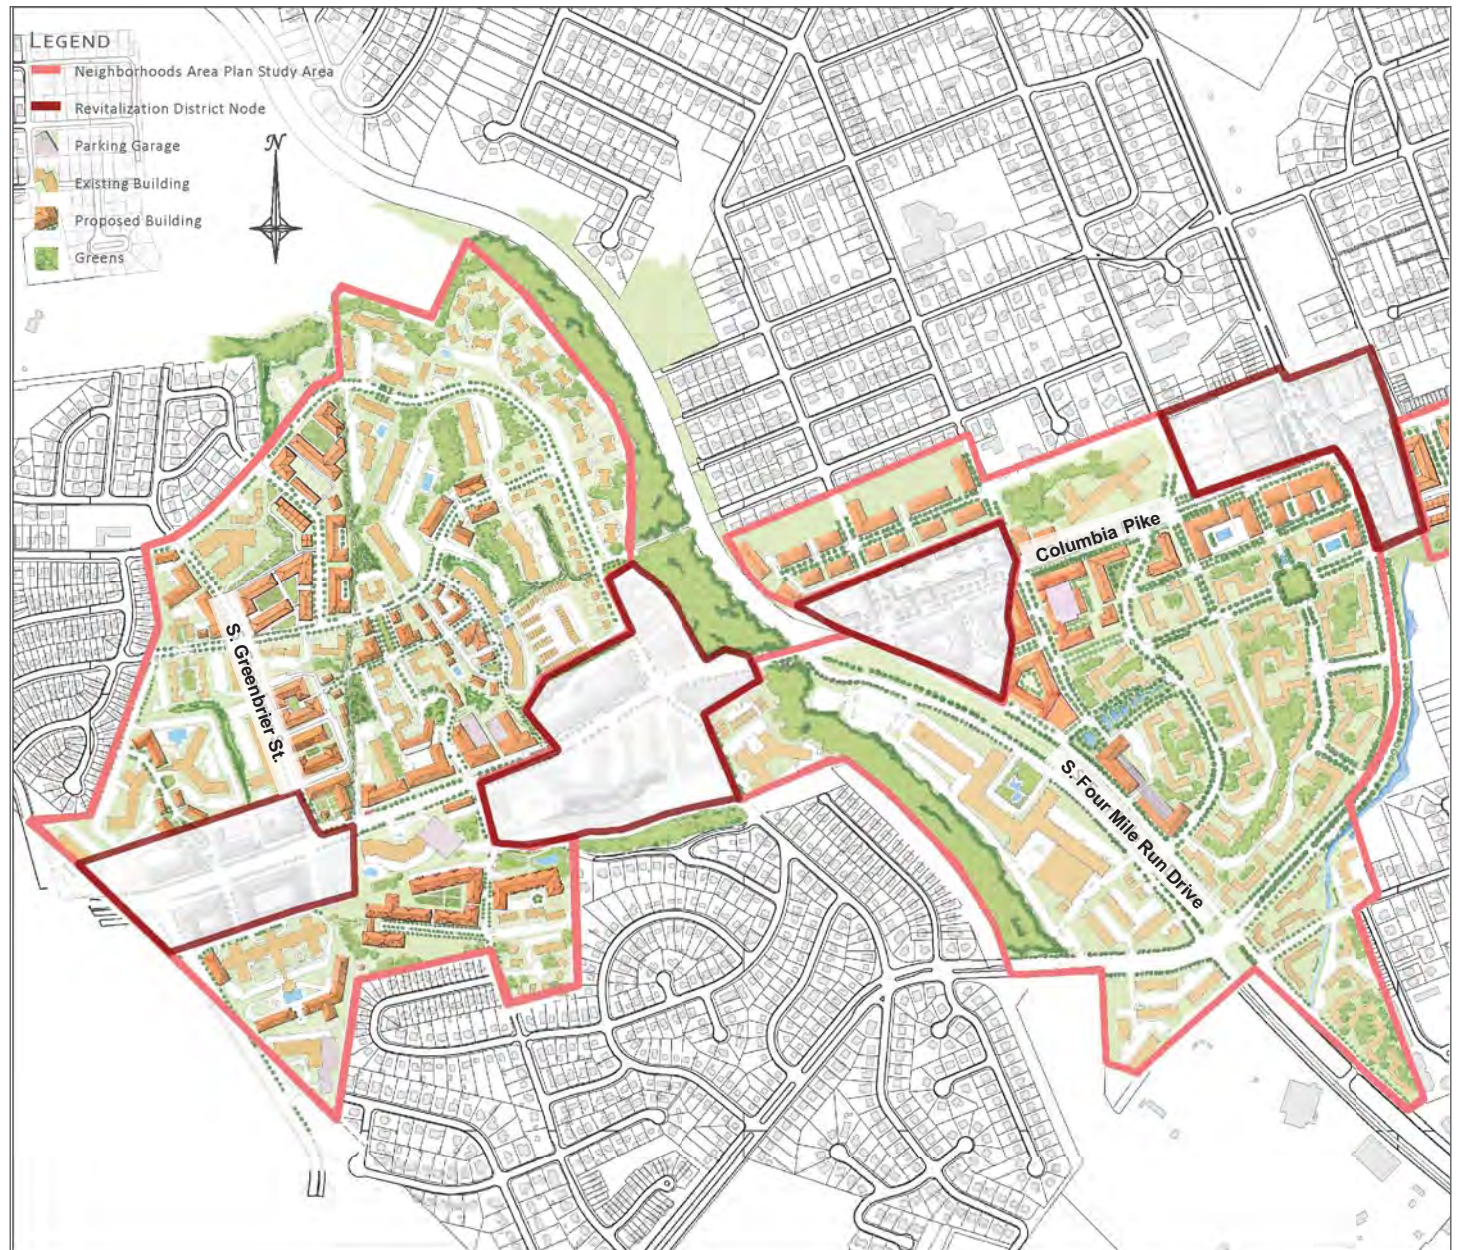 LEGEND
Neighborhoods Area Plan Study Area
Revitalization District Node
Parking Garage
Existing Building
Proposed Building
Greens
N
Columbia Pike
S. Greenbrier St.
S. Four Mile Run Drive